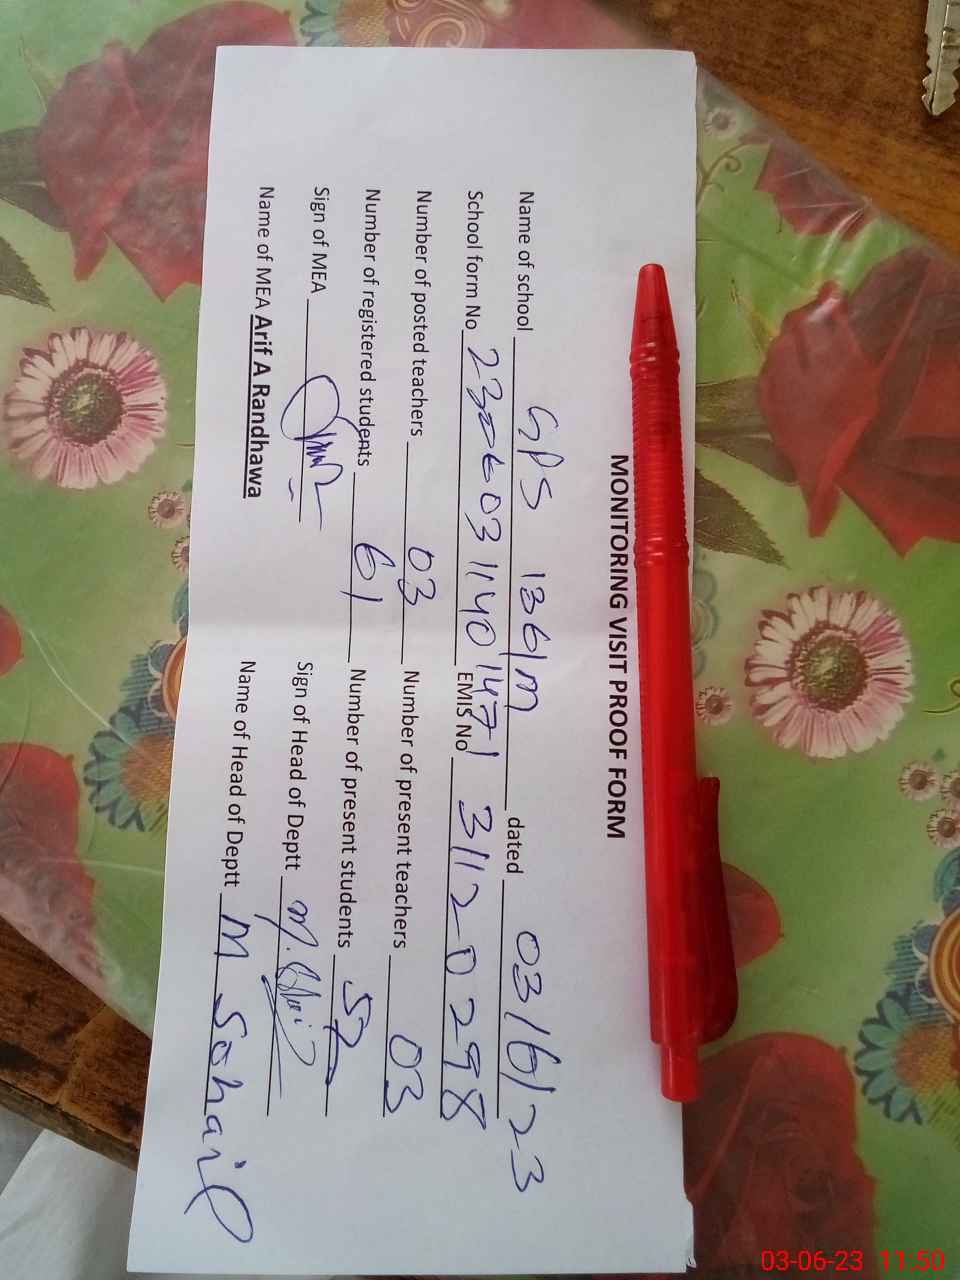 MONITORING VISIT PROOF FORM
Name of school GPS 136/M dated 03/6/23
School form No 23060311401471 EMIS No 31120298
Number of posted teachers 03 Number of present teachers 03
Number of registered students 61 Number of present students 57
Sign of MEA Sign of Head of Deptt
Name of MEA Arif A Randhawa Name of Head of Deptt M Sohail
03-06-23 11:50